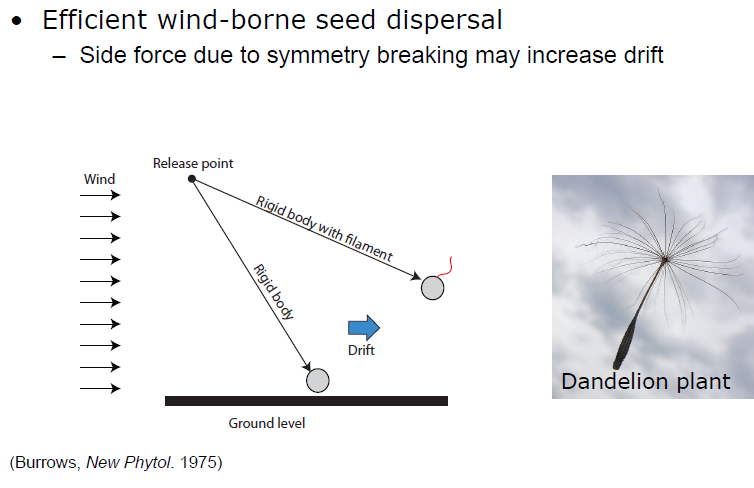 • Efficient wind-borne seed dispersal
– Side force due to symmetry breaking may increase drift
Release point
Wind
Rigid body with filament
Rigid body
Drift
Dandelion plant
Ground level
(Burrows, New Phytol. 1975)